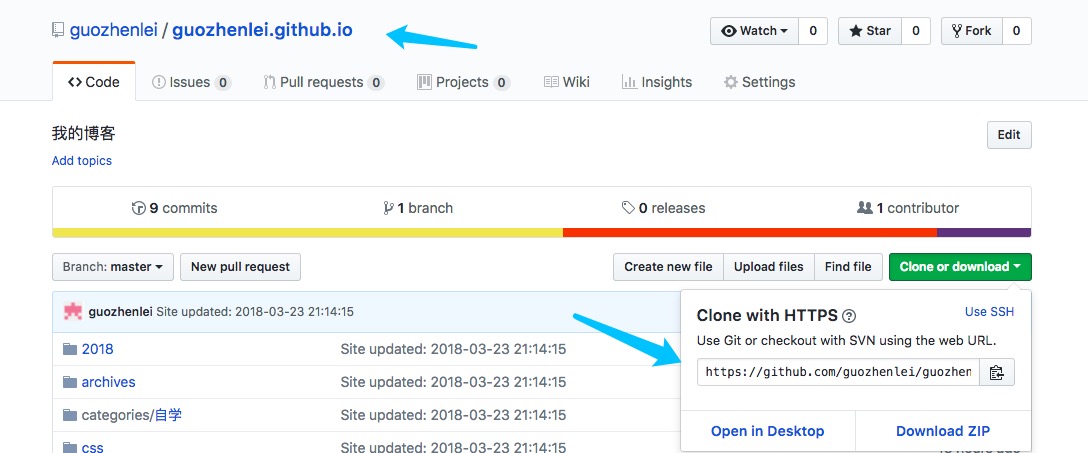 guozhenlei / guozhenlei.github.io
Watch 0 Star 0 Fork 0
Code Issues 0 Pull requests 0 Projects 0 Wiki Insights Settings
我的博客
Edit
Add topics
9 commits 1 branch 0 releases 1 contributor
Branch: master New pull request Create new file Upload files Find file Clone or download
guozhenlei Site updated: 2018-03-23 21:14:15
Clone with HTTPS ? Use SSH
Use Git or checkout with SVN using the web URL.
2018 Site updated: 2018-03-23 21:14:15
https://github.com/guozhenlei/guozhen
archives Site updated: 2018-03-23 21:14:15
categories/自学 Site updated: 2018-03-23 21:14:15
Open in Desktop Download ZIP
css Site updated: 2018-03-23 21:14:15